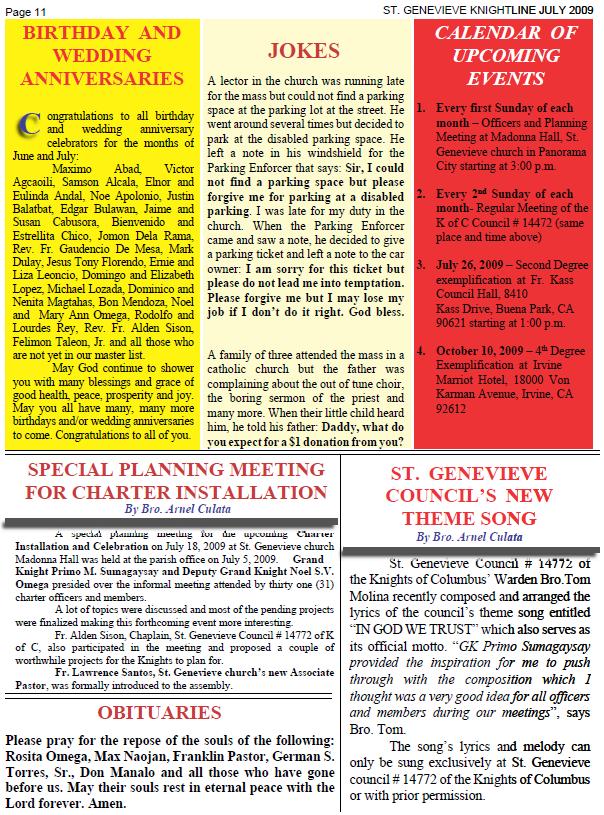 Page 11
ST. GENEVIEVE KNIGHTLINE JULY 2009
BIRTHDAY AND
WEDDING
ANNIVERSARIES
Congratulations to all birthday
and wedding anniversary
celebrators for the months of
June and July:
Maximo Abad, Victor
Agcaoili, Samson Alcala, Elnor and
Eulinda Andal, Noe Apolonio, Justin
Balatbat, Edgar Bulawan, Jaime and
Susan Cabusora, Bienvenido and
Estrellita Chico, Jomon Dela Rama,
Rev. Fr. Gaudencio De Mesa, Mark
Dulay, Jesus Tony Florendo, Ernie and
Liza Leoncio, Domingo and Elizabeth
Lopez, Michael Lozada, Dominico and
Nenita Magtahas, Bon Mendoza, Noel
and Mary Ann Omega, Rodolfo and
Lourdes Rey, Rev. Fr. Alden Sison,
Felimon Taleon, Jr. and all those who
are not yet in our master list.
May God continue to shower
you with many blessings and grace of
good health, peace, prosperity and joy.
May you all have many, many more
birthdays and/or wedding anniversaries
to come. Congratulations to all of you.
JOKES
A lector in the church was running late
for the mass but could not find a parking
space at the parking lot at the street. He
went around several times but decided to
park at the disabled parking space. He
left a note in his windshield for the
Parking Enforcer that says: Sir, I could
not find a parking space but please
forgive me for parking at a disabled
parking. I was late for my duty in the
church. When the Parking Enforcer
came and saw a note, he decided to give
a parking ticket and left a note to the car
owner: I am sorry for this ticket but
please do not lead me into temptation.
Please forgive me but I may lose my
job if I don't do it right. God bless.
A family of three attended the mass in a
catholic church but the father was
complaining about the out of tune choir,
the boring sermon of the priest and
many more. When their little child heard
him, he told his father: Daddy, what do
you expect for a $1 donation from you?
CALENDAR OF
UPCOMING
EVENTS
1. Every first Sunday of each
month – Officers and Planning
Meeting at Madonna Hall, St.
Genevieve church in Panorama
City starting at 3:00 p.m.
2. Every 2nd Sunday of each
month- Regular Meeting of the
K of C Council # 14472 (same
place and time above)
3. July 26, 2009 – Second Degree
exemplification at Fr. Kass
Council Hall, 8410
Kass Drive, Buena Park, CA
90621 starting at 1:00 p.m.
4. October 10, 2009 – 4th Degree
Exemplification at Irvine
Marriot Hotel, 18000 Von
Karman Avenue, Irvine, CA
92612
SPECIAL PLANNING MEETING
FOR CHARTER INSTALLATION
By Bro. Arnel Culata
A special planning meeting for the upcoming Charter
Installation and Celebration on July 18, 2009 at St. Genevieve church
Madonna Hall was held at the parish office on July 5, 2009. Grand
Knight Primo M. Sumagaysay and Deputy Grand Knight Noel S.V.
Omega presided over the informal meeting attended by thirty one (31)
charter officers and members.
A lot of topics were discussed and most of the pending projects
were finalized making this forthcoming event more interesting.
Fr. Alden Sison, Chaplain, St. Genevieve Council # 14772 of K
of C, also participated in the meeting and proposed a couple of
worthwhile projects for the Knights to plan for.
Fr. Lawrence Santos, St. Genevieve church's new Associate
Pastor, was formally introduced to the assembly.
OBITUARIES
Please pray for the repose of the souls of the following:
Rosita Omega, Max Naojan, Franklin Pastor, German S.
Torres, Sr., Don Manalo and all those who have gone
before us. May their souls rest in eternal peace with the
Lord forever. Amen.
ST. GENEVIEVE
COUNCIL'S NEW
THEME SONG
By Bro. Arnel Culata
St. Genevieve Council # 14772 of
the Knights of Columbus' Warden Bro.Tom
Molina recently composed and arranged the
lyrics of the council's theme song entitled
"IN GOD WE TRUST" which also serves as
its official motto. "GK Primo Sumagaysay
provided the inspiration for me to push
through with the composition which I
thought was a very good idea for all officers
and members during our meetings", says
Bro. Tom.
The song's lyrics and melody can
only be sung exclusively at St. Genevieve
council # 14772 of the Knights of Columbus
or with prior permission.